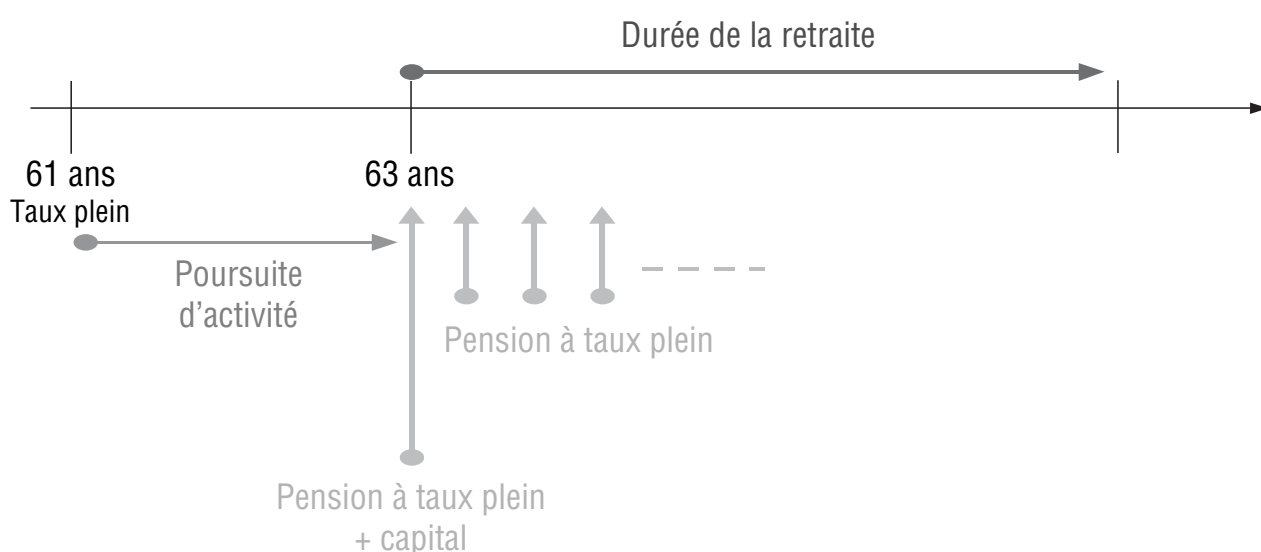 Durée de la retraite
61 ans
Taux plein
63 ans
Poursuite
d’activité
Pension à taux plein
Pension à taux plein
+ capital